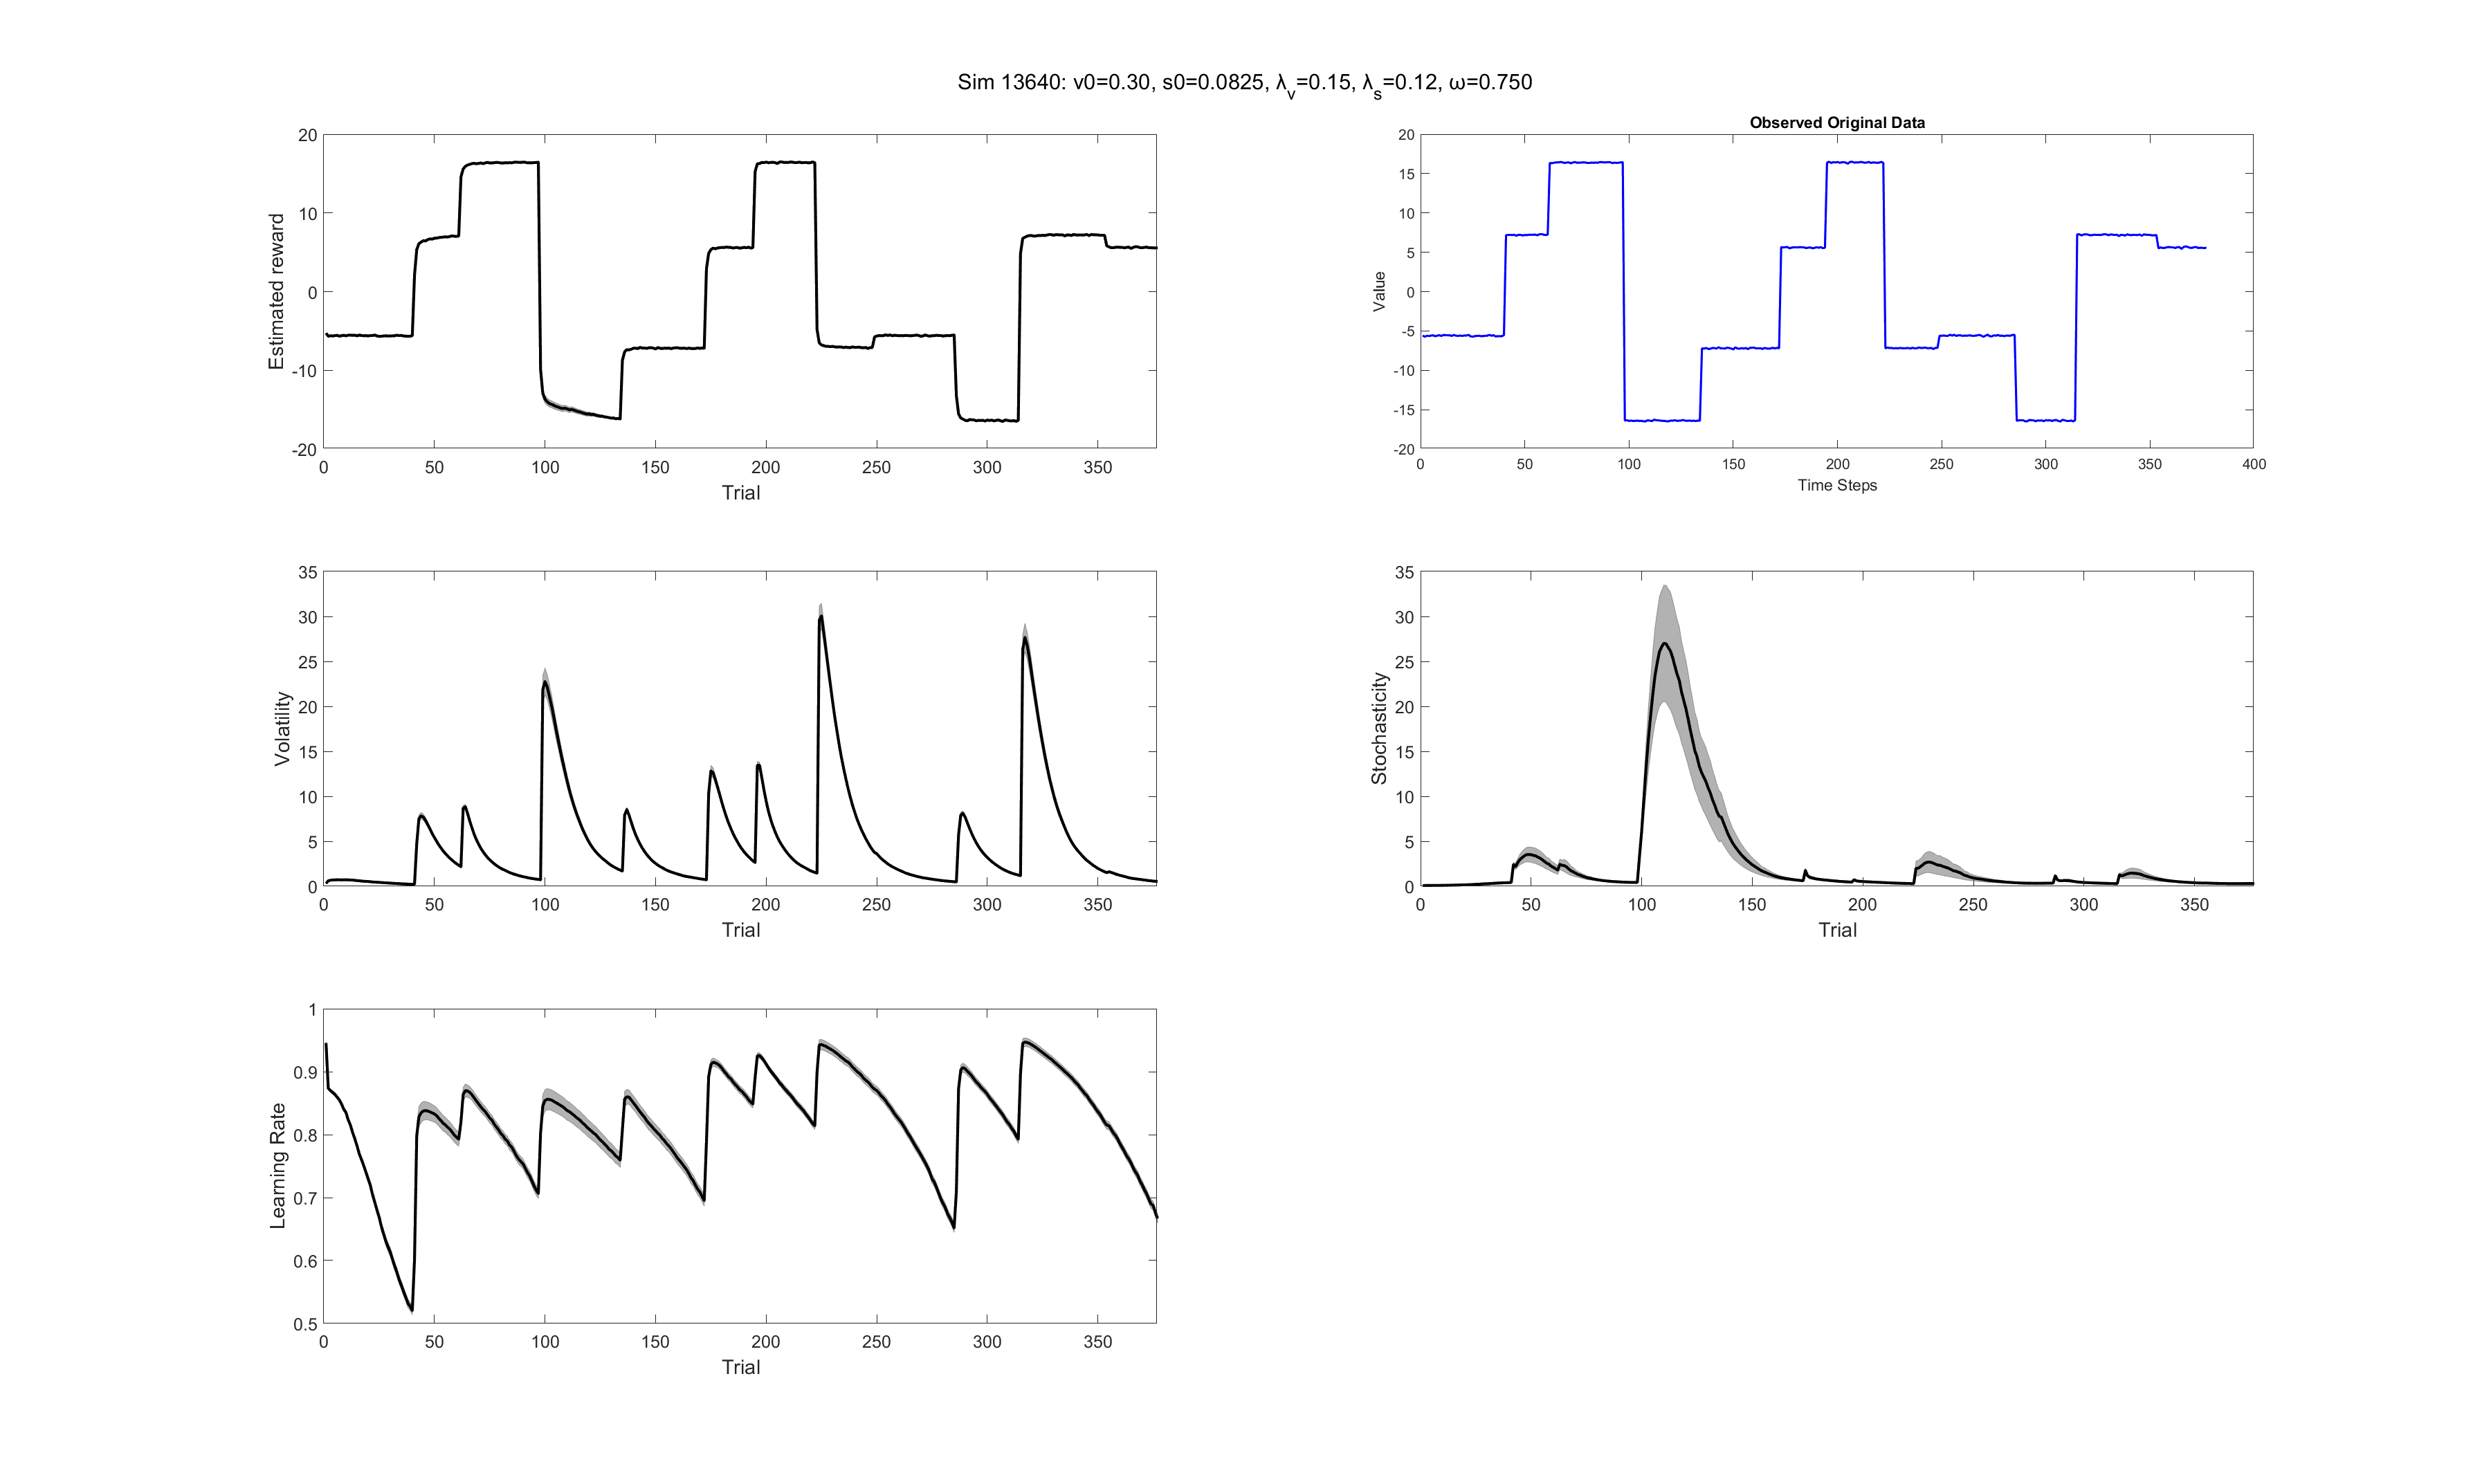 Sim 13640: v0=0.30, s0=0.0825, λv=0.15, λs=0.12, ω=0.750
Estimated reward
20
10
0
-10
-20
0 50 100 150 200 250 300 350
Trial
Observed Original Data
Value
20
15
10
5
0
-5
-10
-15
-20
0 50 100 150 200 250 300 350 400
Time Steps
Volatility
35
30
25
20
15
10
5
0
0 50 100 150 200 250 300 350
Trial
Stochasticity
35
30
25
20
15
10
5
0
0 50 100 150 200 250 300 350
Trial
Learning Rate
1
0.9
0.8
0.7
0.6
0.5
0 50 100 150 200 250 300 350
Trial